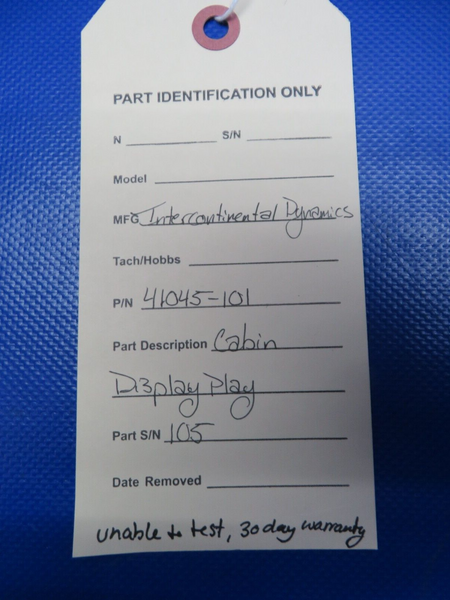 PART IDENTIFICATION ONLY
N S/N
Model
MFG Intercontinental Dynamics
Tach/Hobbs
P/N 41045-101
Part Description Cabin
Display Play
Part S/N 105
Date Removed
unable to test, 30 day warranty